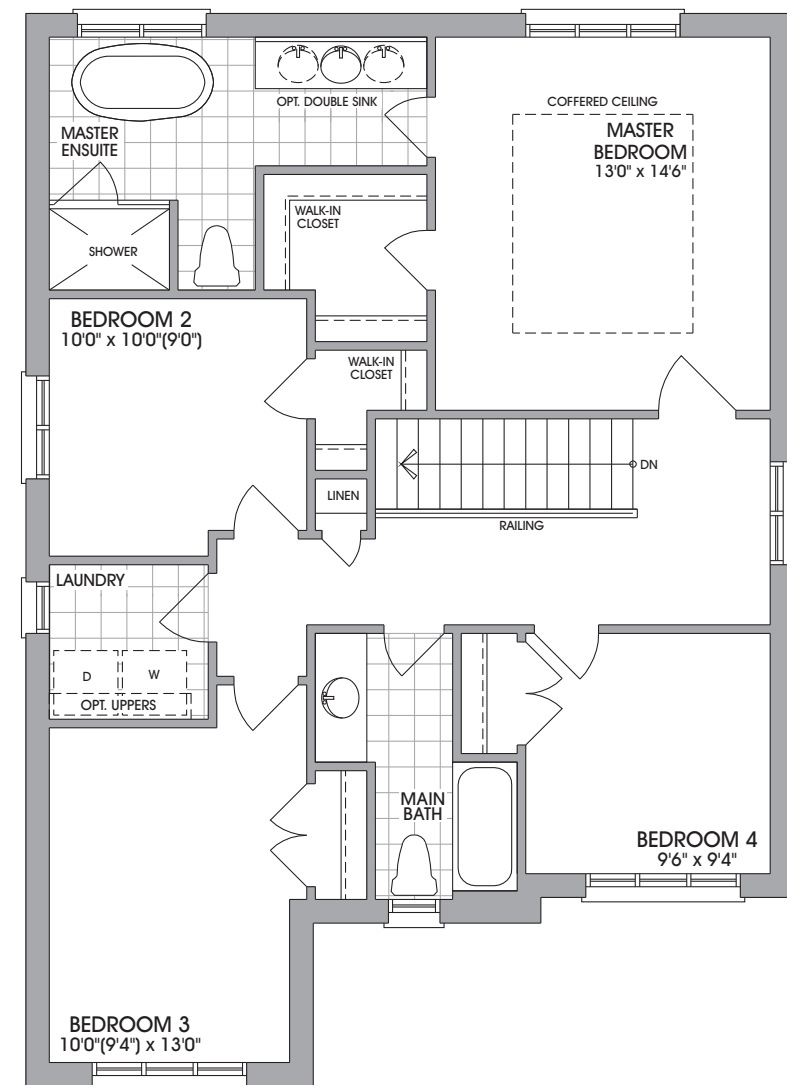 OPT. DOUBLE SINK
COFFERED CEILING
MASTER
ENSUITE
MASTER
BEDROOM
13'0" x 14'6"
WALK-IN
CLOSET
SHOWER
BEDROOM 2
10'0" x 10'0"(9'0")
WALK-IN
CLOSET
DN
LINEN
RAILING
LAUNDRY
D
W
OPT. UPPERS
MAIN
BATH
BEDROOM 4
9'6" x 9'4"
BEDROOM 3
10'0"(9'4") x 13'0"